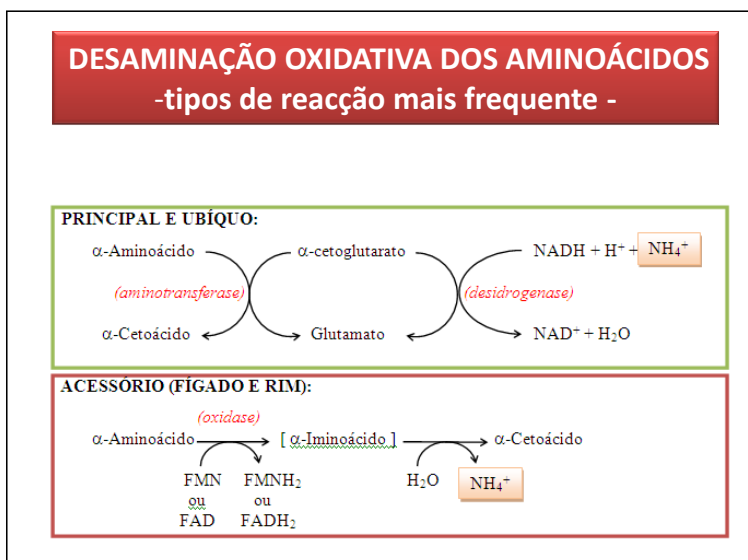 DESAMINAÇÃO OXIDATIVA DOS AMINOÁCIDOS
-tipos de reacção mais frequente -
PRINCIPAL E UBÍQUO:
α-Aminoácido α-cetoglutarato NADH + H⁺ + NH₄⁺
(aminotransferase) (desidrogenase)
α-Cetoácido Glutamato NAD⁺ + H₂O
ACESSÓRIO (FÍGADO E RIM):
(oxidase)
α-Aminoácido [ α-Iminoácido ] α-Cetoácido
FMN FMNH₂ H₂O NH₄⁺
ou ou
FAD FADH₂